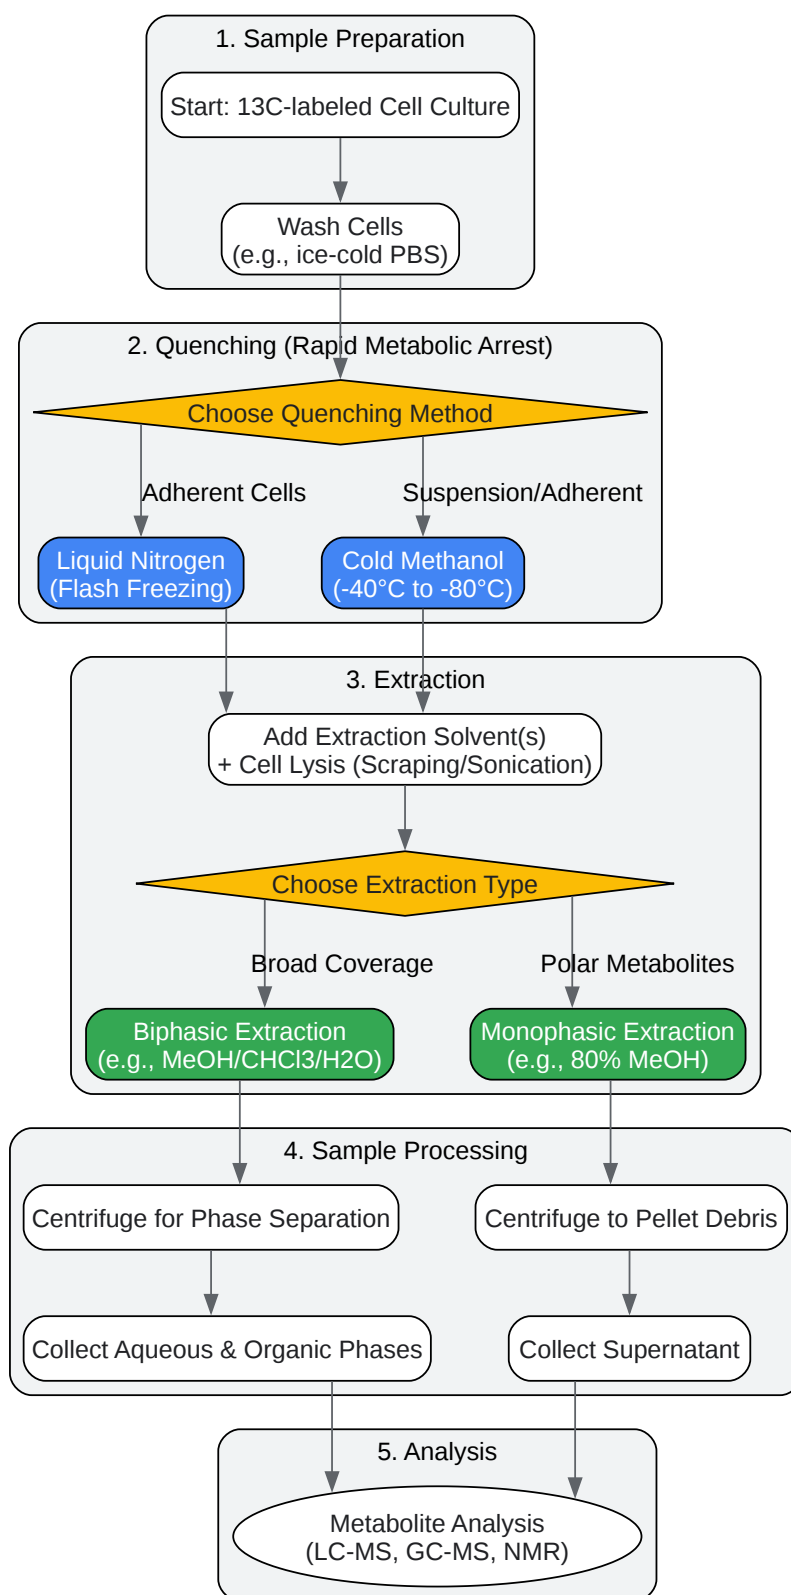 1. Sample Preparation
Start: 13C-labeled Cell Culture
Wash Cells
(e.g., ice-cold PBS)
2. Quenching (Rapid Metabolic Arrest)
Choose Quenching Method
Adherent Cells
Suspension/Adherent
Liquid Nitrogen
(Flash Freezing)
Cold Methanol
(-40°C to -80°C)
3. Extraction
Add Extraction Solvent(s)
+ Cell Lysis (Scraping/Sonication)
Choose Extraction Type
Broad Coverage
Polar Metabolites
Biphasic Extraction
(e.g., MeOH/CHCl3/H2O)
Monophasic Extraction
(e.g., 80% MeOH)
4. Sample Processing
Centrifuge for Phase Separation
Centrifuge to Pellet Debris
Collect Aqueous & Organic Phases
Collect Supernatant
5. Analysis
Metabolite Analysis
(LC-MS, GC-MS, NMR)